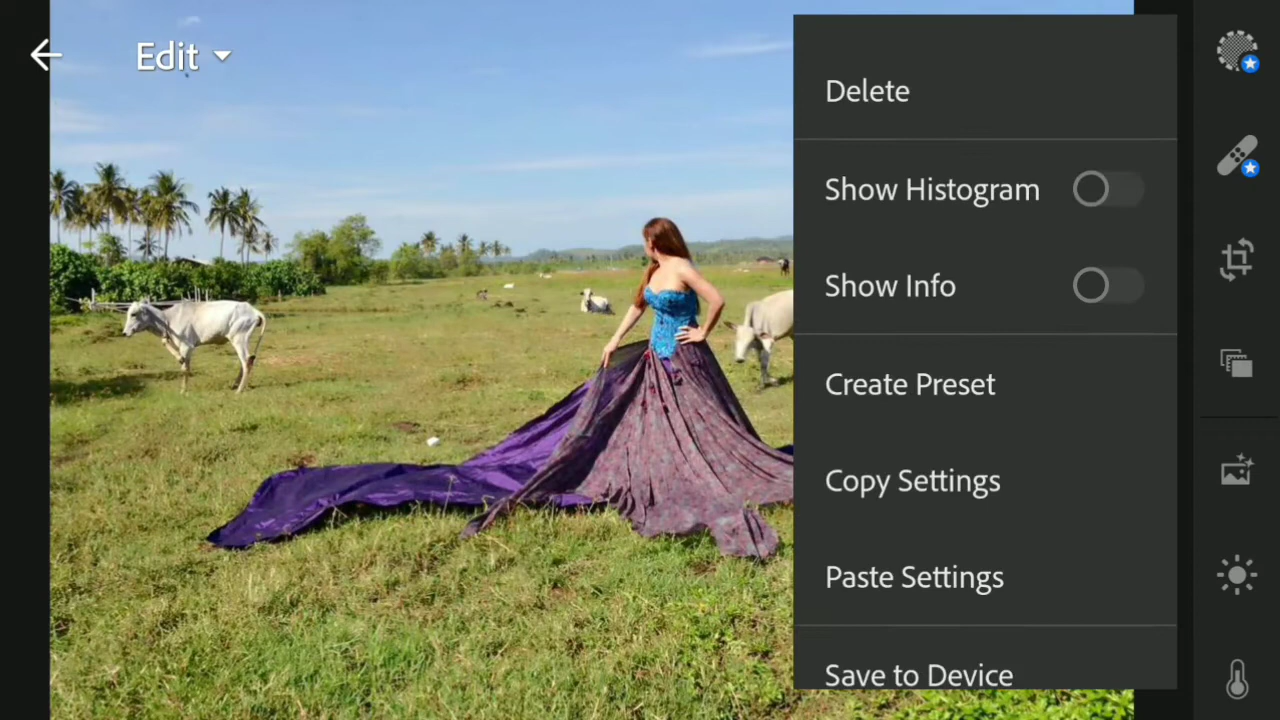 Edit
Delete
Show Histogram
Show Info
Create Preset
Copy Settings
Paste Settings
Save to Device